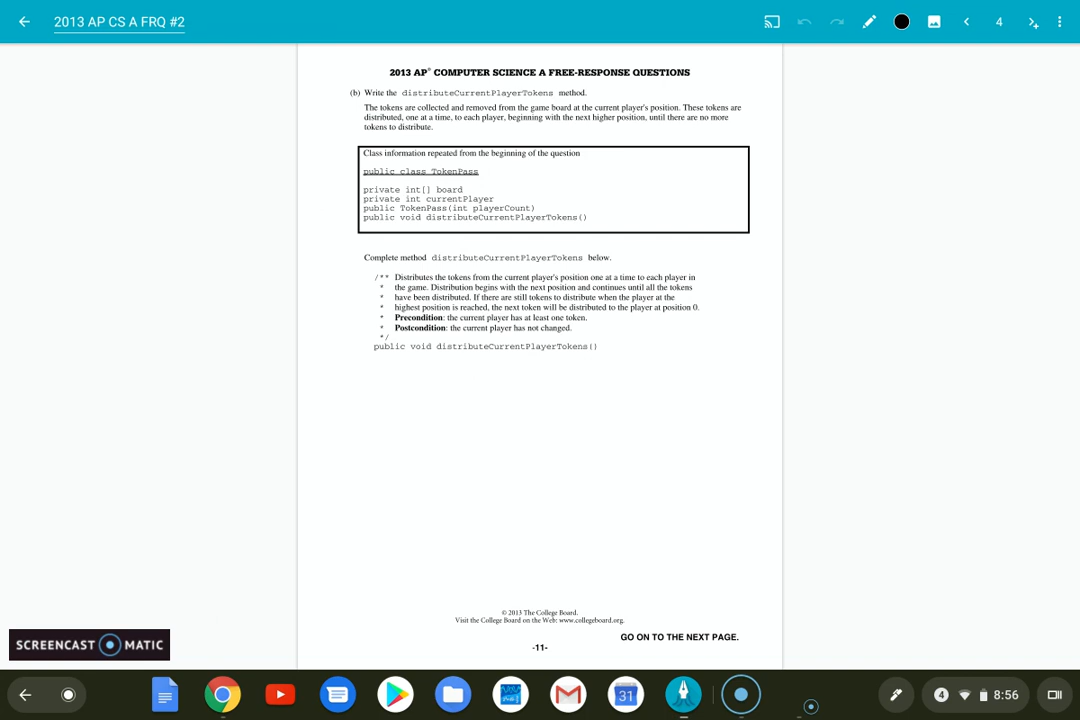 2013 AP CS A FRQ #2
4
2013 AP® COMPUTER SCIENCE A FREE-RESPONSE QUESTIONS
(b) Write the distributeCurrentPlayerTokens method.
The tokens are collected and removed from the game board at the current player's position. These tokens are
distributed, one at a time, to each player, beginning with the next higher position, until there are no more
tokens to distribute.
Class information repeated from the beginning of the question
public class TokenPass
private int[] board
private int currentPlayer
public TokenPass(int playerCount)
public void distributeCurrentPlayerTokens()
Complete method distributeCurrentPlayerTokens below.
/** Distributes the tokens from the current player's position one at a time to each player in
* the game. Distribution begins with the next position and continues until all the tokens
* have been distributed. If there are still tokens to distribute when the player at the
* highest position is reached, the next token will be distributed to the player at position 0.
* Precondition: the current player has at least one token.
* Postcondition: the current player has not changed.
*/
public void distributeCurrentPlayerTokens()
© 2013 The College Board.
Visit the College Board on the Web: www.collegeboard.org.
GO ON TO THE NEXT PAGE.
-11-
SCREENCAST MATIC
31
4
8:56